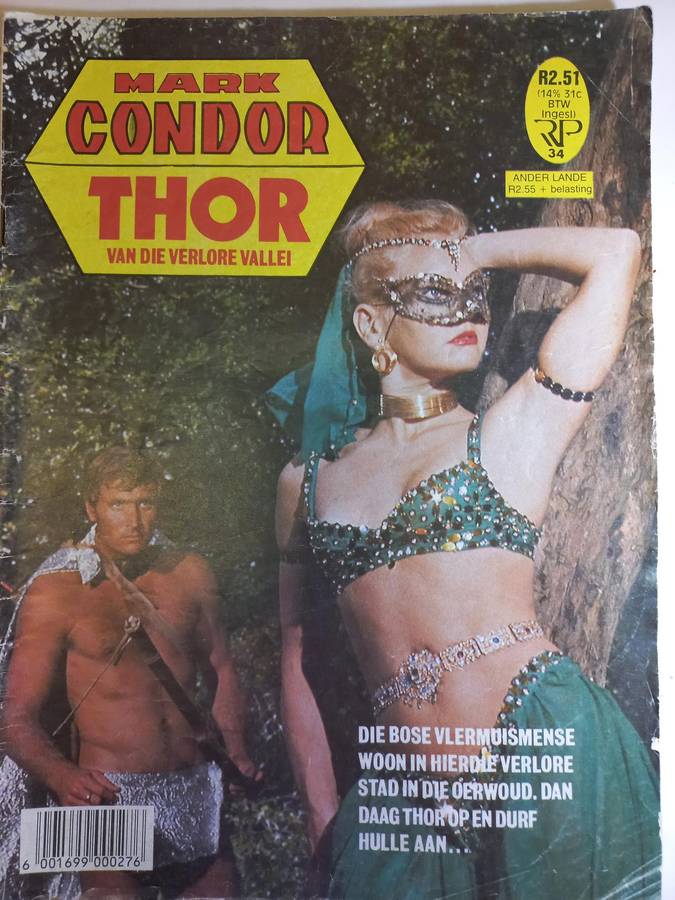 MARK
CONDOR
THOR
VAN DIE VERLORE VALLEI
R2.51
(14% 31c
BTW
Ingesl)
RP
34
ANDER LANDE
R2.55 + belasting
DIE BOSE VLERMUISMENSE
WOON IN HIERDIE VERLORE
STAD IN DIE OERWOUD. DAN
DAAG THOR OP EN DURF
HULLE AAN...
6 001699 000276